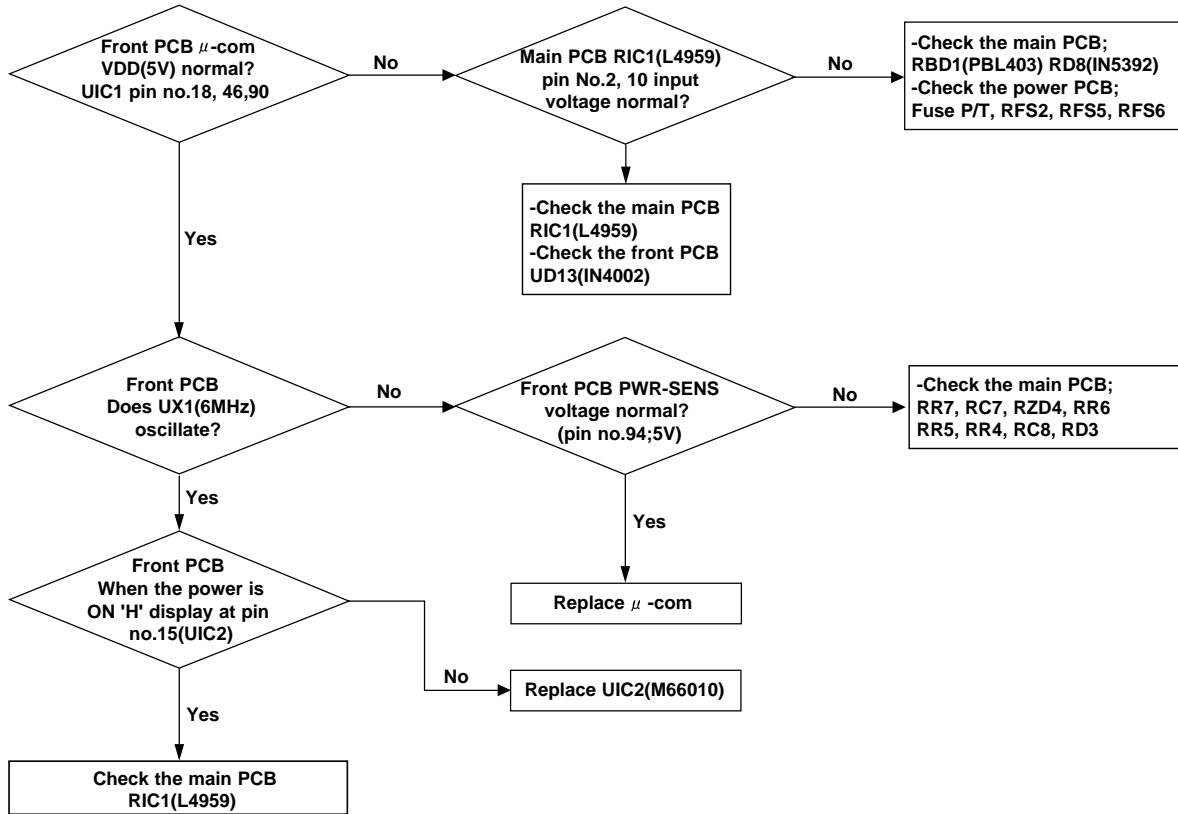 Front PCB μ-com
VDD(5V) normal?
UIC1 pin no.18, 46,90
No
Main PCB RIC1(L4959)
pin No.2, 10 input
voltage normal?
No
-Check the main PCB;
RBD1(PBL403) RD8(IN5392)
-Check the power PCB;
Fuse P/T, RFS2, RFS5, RFS6
Yes
-Check the main PCB
RIC1(L4959)
-Check the front PCB
UD13(IN4002)
Front PCB
Does UX1(6MHz)
oscillate?
No
Front PCB PWR-SENS
voltage normal?
(pin no.94;5V)
No
-Check the main PCB;
RR7, RC7, RZD4, RR6
RR5, RR4, RC8, RD3
Yes
Yes
Replace μ -com
Front PCB
When the power is
ON 'H' display at pin
no.15(UIC2)
No
Replace UIC2(M66010)
Yes
Check the main PCB
RIC1(L4959)